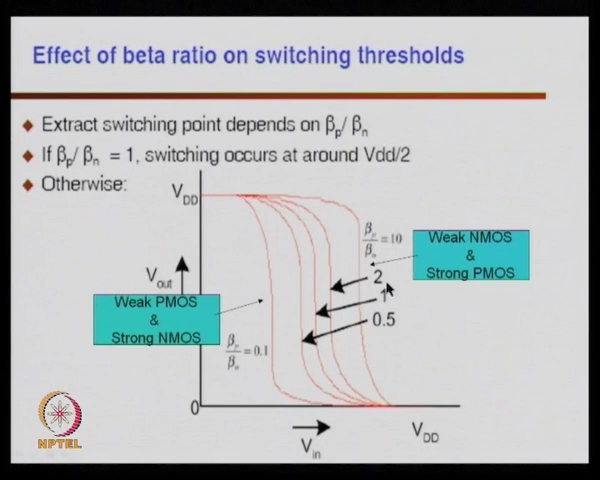 Effect of beta ratio on switching thresholds
Extract switching point depends on βp/ βn
If βp/ βn = 1, switching occurs at around Vdd/2
Otherwise:
VDD
βp/βn = 10
Weak NMOS
&
Strong PMOS
2
1
0.5
Vout
Weak PMOS
&
Strong NMOS
βp/βn = 0.1
0
VDD
Vin
NPTEL